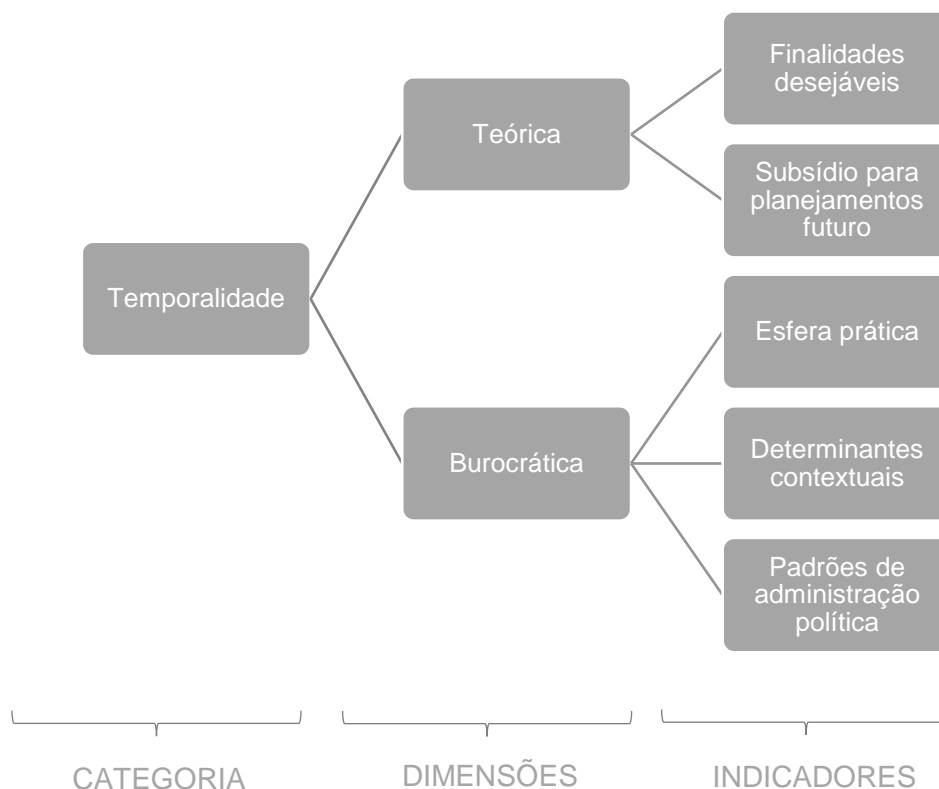 Temporalidade
Teórica
Finalidades
desejáveis
Subsídio para
planejamentos
futuro
Burocrática
Esfera prática
Determinantes
contextuais
Padrões de
administração
política
CATEGORIA
DIMENSÕES
INDICADORES